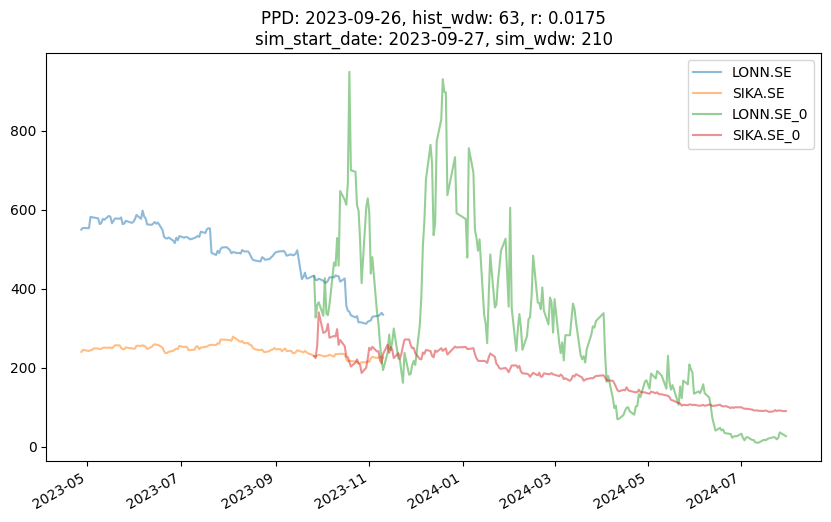 PPD: 2023-09-26, hist_wdw: 63, r: 0.0175
sim_start_date: 2023-09-27, sim_wdw: 210
LONN.SE
SIKA.SE
LONN.SE_0
SIKA.SE_0
800
600
400
200
0
2023-05
2023-07
2023-09
2023-11
2024-01
2024-03
2024-05
2024-07